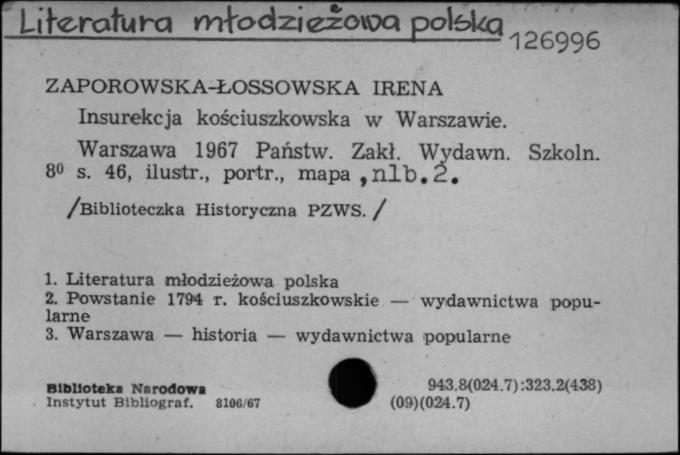 Literatura młodzieżowa polska
126996
ZAPOROWSKA-ŁOSSOWSKA IRENA
Insurekcja kościuszkowska w Warszawie.
Warszawa 1967 Państw. Zakł. Wydawn. Szkoln.
8⁰ s. 46, ilustr., portr., mapa ,nlb.2.
/Biblioteczka Historyczna PZWS./
1. Literatura młodzieżowa polska
2. Powstanie 1794 r. kościuszkowskie — wydawnictwa popu-
larne
3. Warszawa — historia — wydawnictwa popularne
Biblioteka Narodowa
Instytut Bibliograf. 8106/67
943.8(024.7):323.2(438)
(09)(024.7)